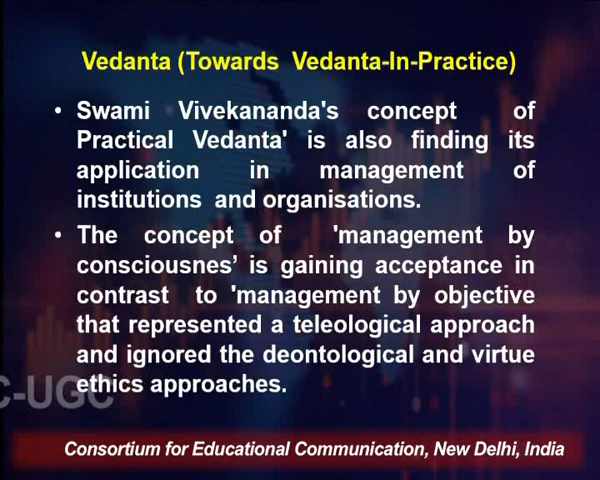 Vedanta (Towards Vedanta-In-Practice)
• Swami Vivekananda's concept of
Practical Vedanta' is also finding its
application in management of
institutions and organisations.
• The concept of 'management by
consciousnes’ is gaining acceptance in
contrast to 'management by objective
that represented a teleological approach
and ignored the deontological and virtue
ethics approaches.
C-UGC
Consortium for Educational Communication, New Delhi, India